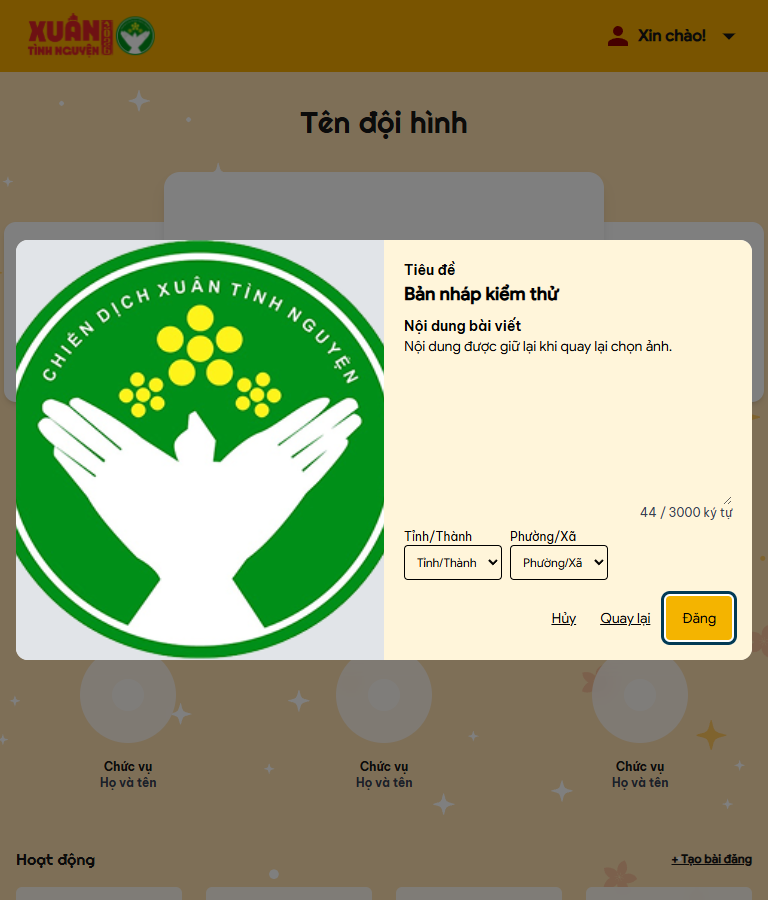 XUÂN
TÌNH NGUYỆN
Xin chào!
Tên đội hình
CHIẾN DỊCH XUÂN TÌNH NGUYỆN
Tiêu đề
Bản nháp kiểm thử
Nội dung bài viết
Nội dung được giữ lại khi quay lại chọn ảnh.
44 / 3000 ký tự
Tỉnh/Thành Phường/Xã
Tỉnh/Thành Phường/Xã
Hủy Quay lại Đăng
Chức vụ Chức vụ Chức vụ
Họ và tên Họ và tên Họ và tên
Hoạt động + Tạo bài đăng